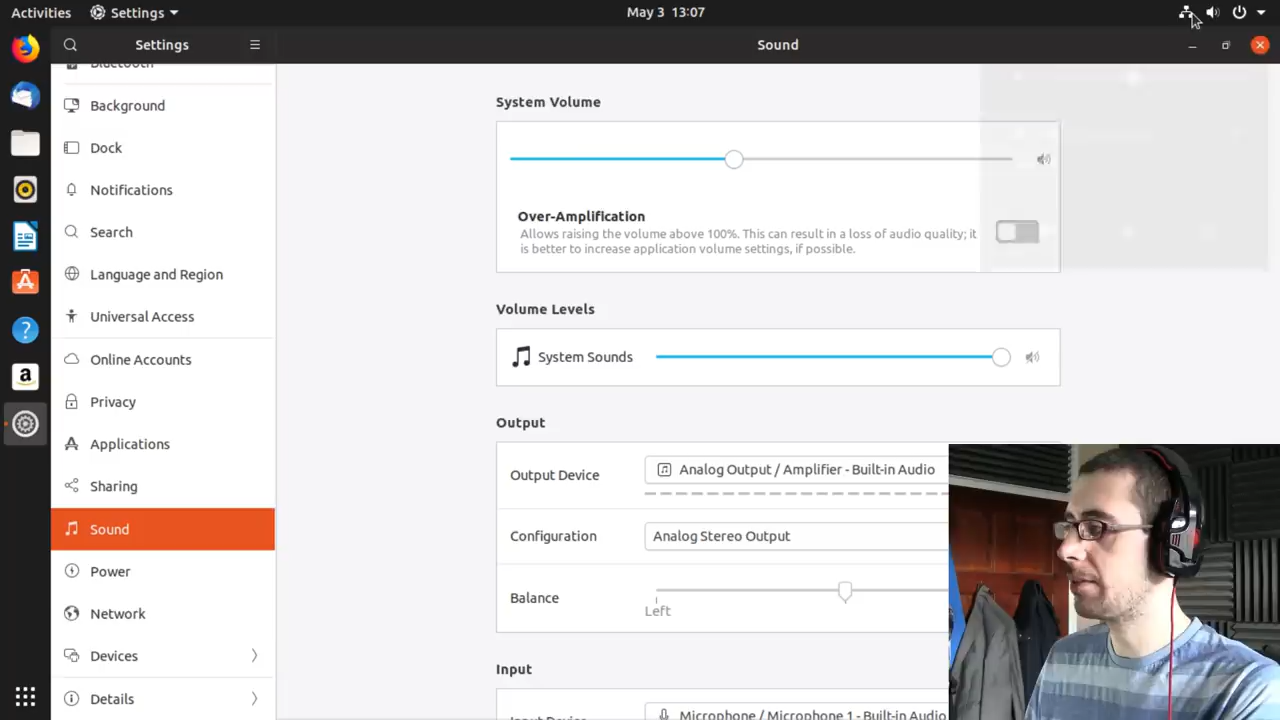 Activities
Settings
May 3 13:07
Settings
Sound
Bluetooth
Background
Dock
Notifications
Search
Language and Region
Universal Access
Online Accounts
Privacy
Applications
Sharing
Sound
Power
Network
Devices
Details
System Volume
Over-Amplification
Allows raising the volume above 100%. This can result in a loss of audio quality; it
is better to increase application volume settings, if possible.
Volume Levels
System Sounds
Output
Output Device
Analog Output / Amplifier - Built-in Audio
Configuration
Analog Stereo Output
Balance
Left
Input
Input Device
Microphone / Microphone 1 - Built-in Audio